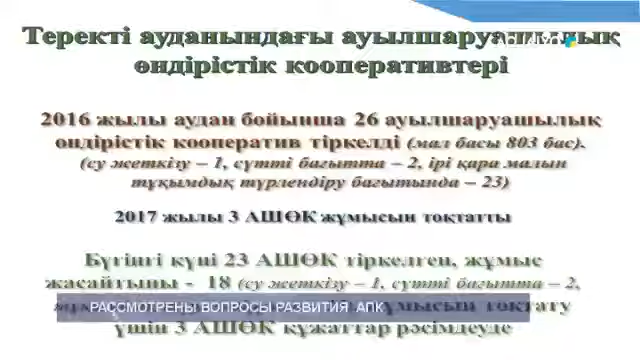 Теректі ауданындағы ауылшаруашылық
өндірістік кооперативтері
2016 жылы аудан бойынша 26 ауылшаруашылық
өндірістік кооператив тіркелді (мал басы 803 бас).
(су жеткізу – 1, сүтті бағытта – 2, ірі қара малын
тұқымдық түрлендіру бағытында – 23)
2017 жылы 3 АШӨК жұмысын тоқтатты
Бүгінгі күні 23 АШӨК тіркелген, жұмыс
жасайтыны - 18 (су жеткізу – 1, сүтті бағытта – 2,
жұмысын тоқтату
РАССМОТРЕНЫ ВОПРОСЫ РАЗВИТИЯ АПК
үшін 3 АШӨК құжаттар рәсімдеуде